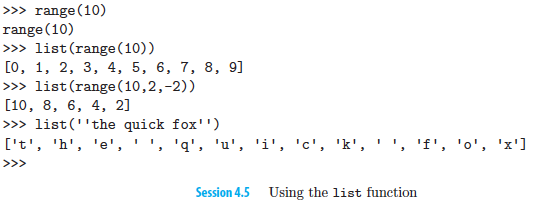 >>> range(10)
range(10)
>>> list(range(10))
[0, 1, 2, 3, 4, 5, 6, 7, 8, 9]
>>> list(range(10,2,-2))
[10, 8, 6, 4, 2]
>>> list(''the quick fox'')
['t', 'h', 'e', ' ', 'q', 'u', 'i', 'c', 'k', ' ', 'f', 'o', 'x']
>>>
Session 4.5 Using the list function